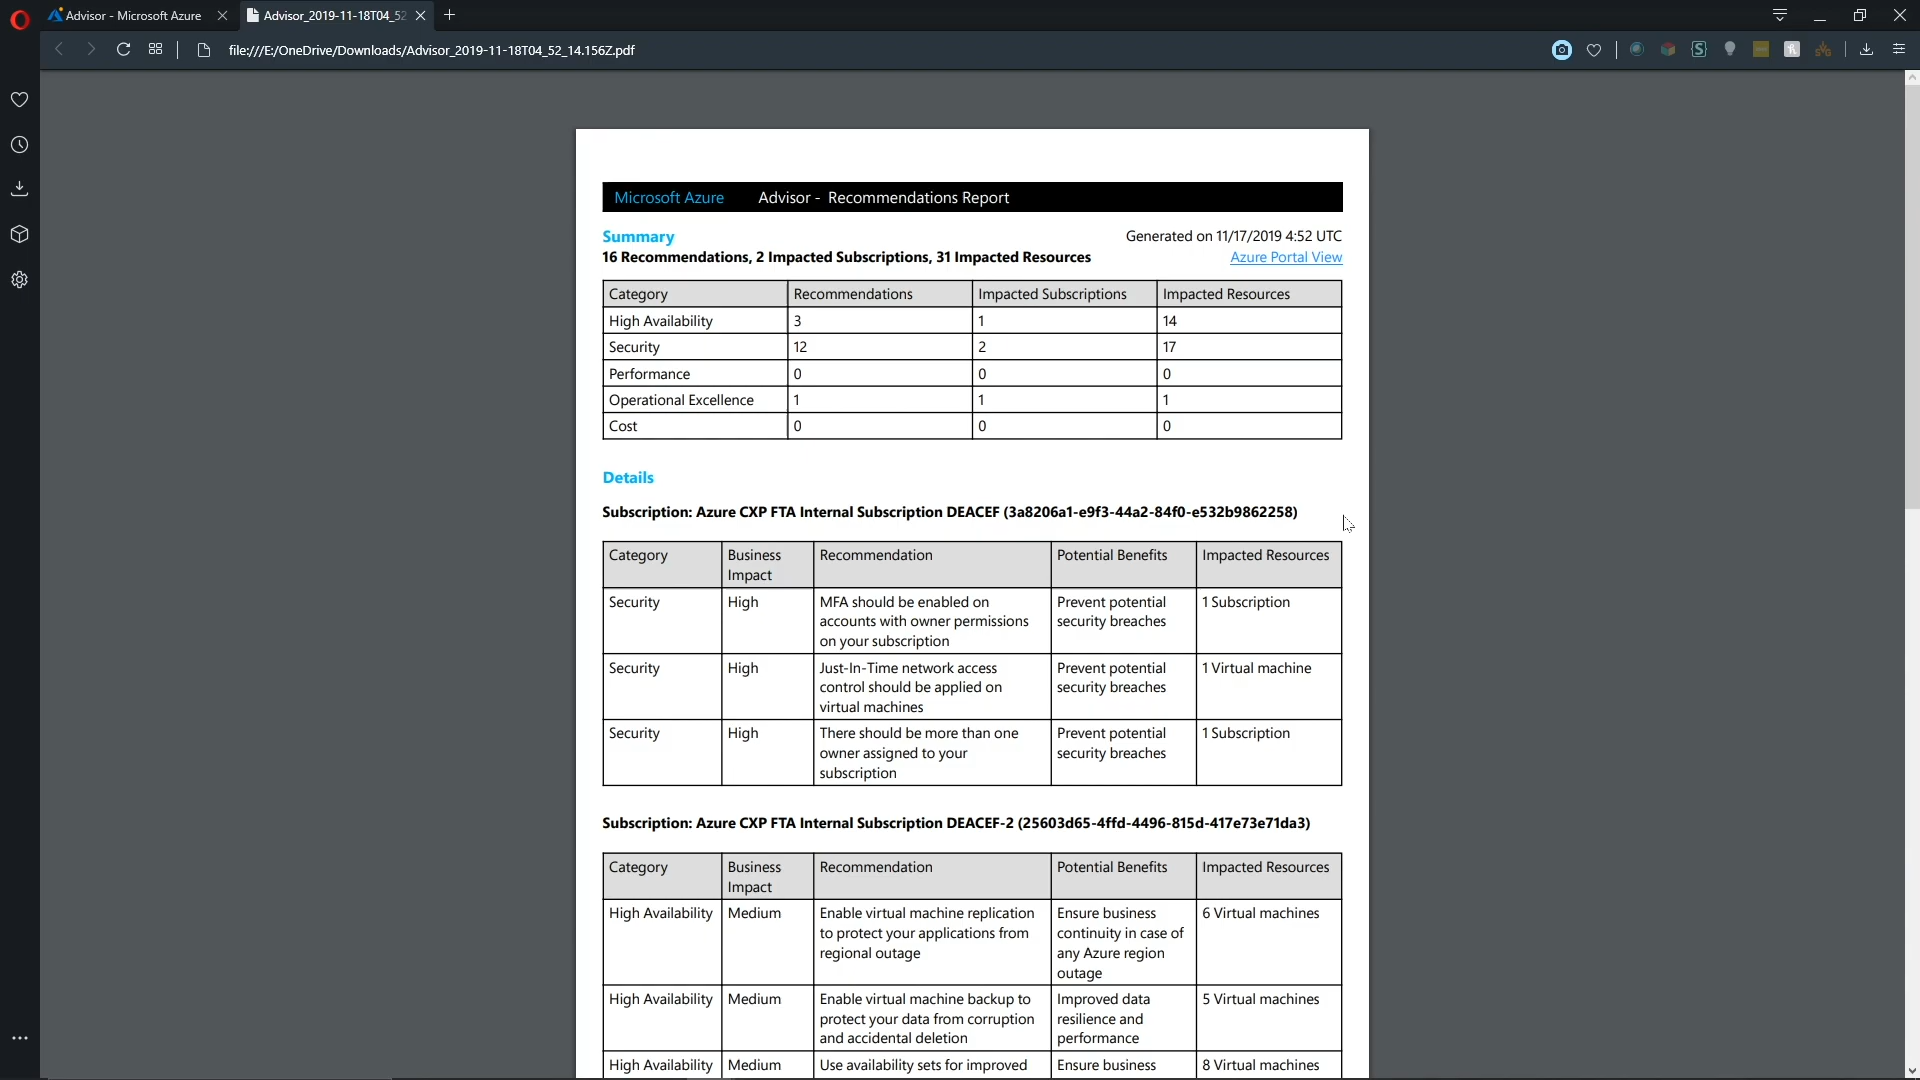 Advisor - Microsoft Azure
Advisor_2019-11-18T04_52
file:///E:/OneDrive/Downloads/Advisor_2019-11-18T04_52_14.156Z.pdf
Microsoft Azure Advisor - Recommendations Report
Summary Generated on 11/17/2019 4:52 UTC
16 Recommendations, 2 Impacted Subscriptions, 31 Impacted Resources Azure Portal View
Category Recommendations Impacted Subscriptions Impacted Resources
High Availability 3 1 14
Security 12 2 17
Performance 0 0 0
Operational Excellence 1 1 1
Cost 0 0 0
Details
Subscription: Azure CXP FTA Internal Subscription DEACEF (3a8206a1-e9f3-44a2-84f0-e532b9862258)
Category Business Recommendation Potential Benefits Impacted Resources
Impact
Security High MFA should be enabled on Prevent potential 1 Subscription
accounts with owner permissions security breaches
on your subscription
Security High Just-In-Time network access Prevent potential 1 Virtual machine
control should be applied on security breaches
virtual machines
Security High There should be more than one Prevent potential 1 Subscription
owner assigned to your security breaches
subscription
Subscription: Azure CXP FTA Internal Subscription DEACEF-2 (25603d65-4ffd-4496-815d-417e73e71da3)
Category Business Recommendation Potential Benefits Impacted Resources
Impact
High Availability Medium Enable virtual machine replication Ensure business 6 Virtual machines
to protect your applications from continuity in case of
regional outage any Azure region
outage
High Availability Medium Enable virtual machine backup to Improved data 5 Virtual machines
protect your data from corruption resilience and
and accidental deletion performance
High Availability Medium Use availability sets for improved Ensure business 8 Virtual machines